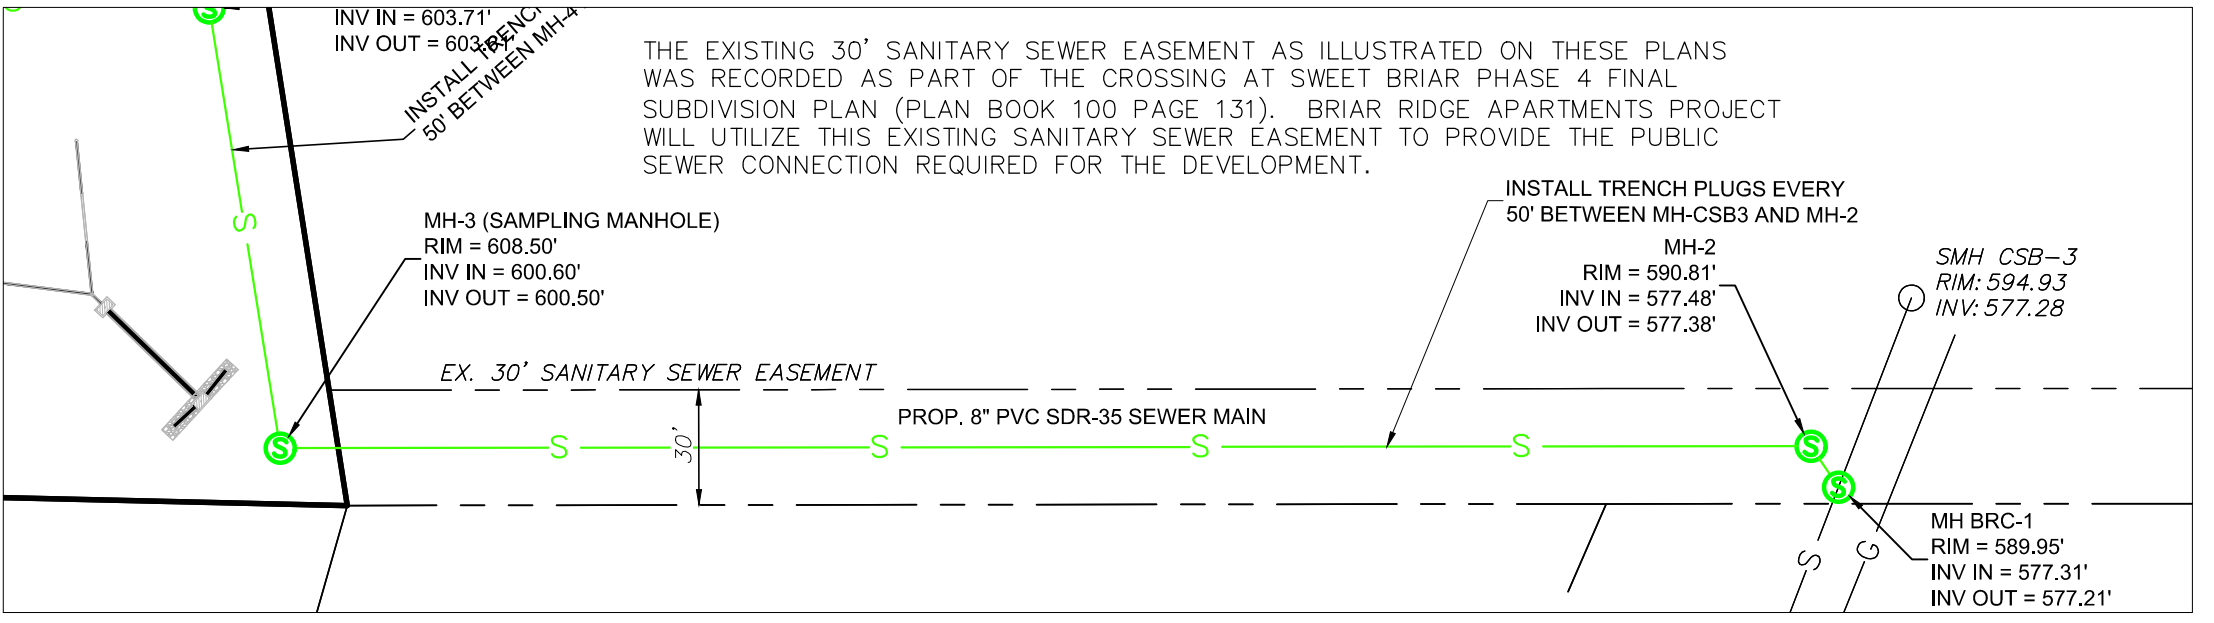 INV IN = 603.71'
INV OUT = 603.61'
INSTALL TRENCH
50' BETWEEN MH-4
THE EXISTING 30' SANITARY SEWER EASEMENT AS ILLUSTRATED ON THESE PLANS
WAS RECORDED AS PART OF THE CROSSING AT SWEET BRIAR PHASE 4 FINAL
SUBDIVISION PLAN (PLAN BOOK 100 PAGE 131). BRIAR RIDGE APARTMENTS PROJECT
WILL UTILIZE THIS EXISTING SANITARY SEWER EASEMENT TO PROVIDE THE PUBLIC
SEWER CONNECTION REQUIRED FOR THE DEVELOPMENT.
INSTALL TRENCH PLUGS EVERY
50' BETWEEN MH-CSB3 AND MH-2
MH-3 (SAMPLING MANHOLE)
RIM = 608.50'
INV IN = 600.60'
INV OUT = 600.50'
MH-2
RIM = 590.81'
INV IN = 577.48'
INV OUT = 577.38'
SMH CSB-3
RIM: 594.93
INV: 577.28
S
EX. 30' SANITARY SEWER EASEMENT
PROP. 8" PVC SDR-35 SEWER MAIN
30'
S
S
S
S
S
S
S
MH BRC-1
RIM = 589.95'
INV IN = 577.31'
INV OUT = 577.21'
S
G